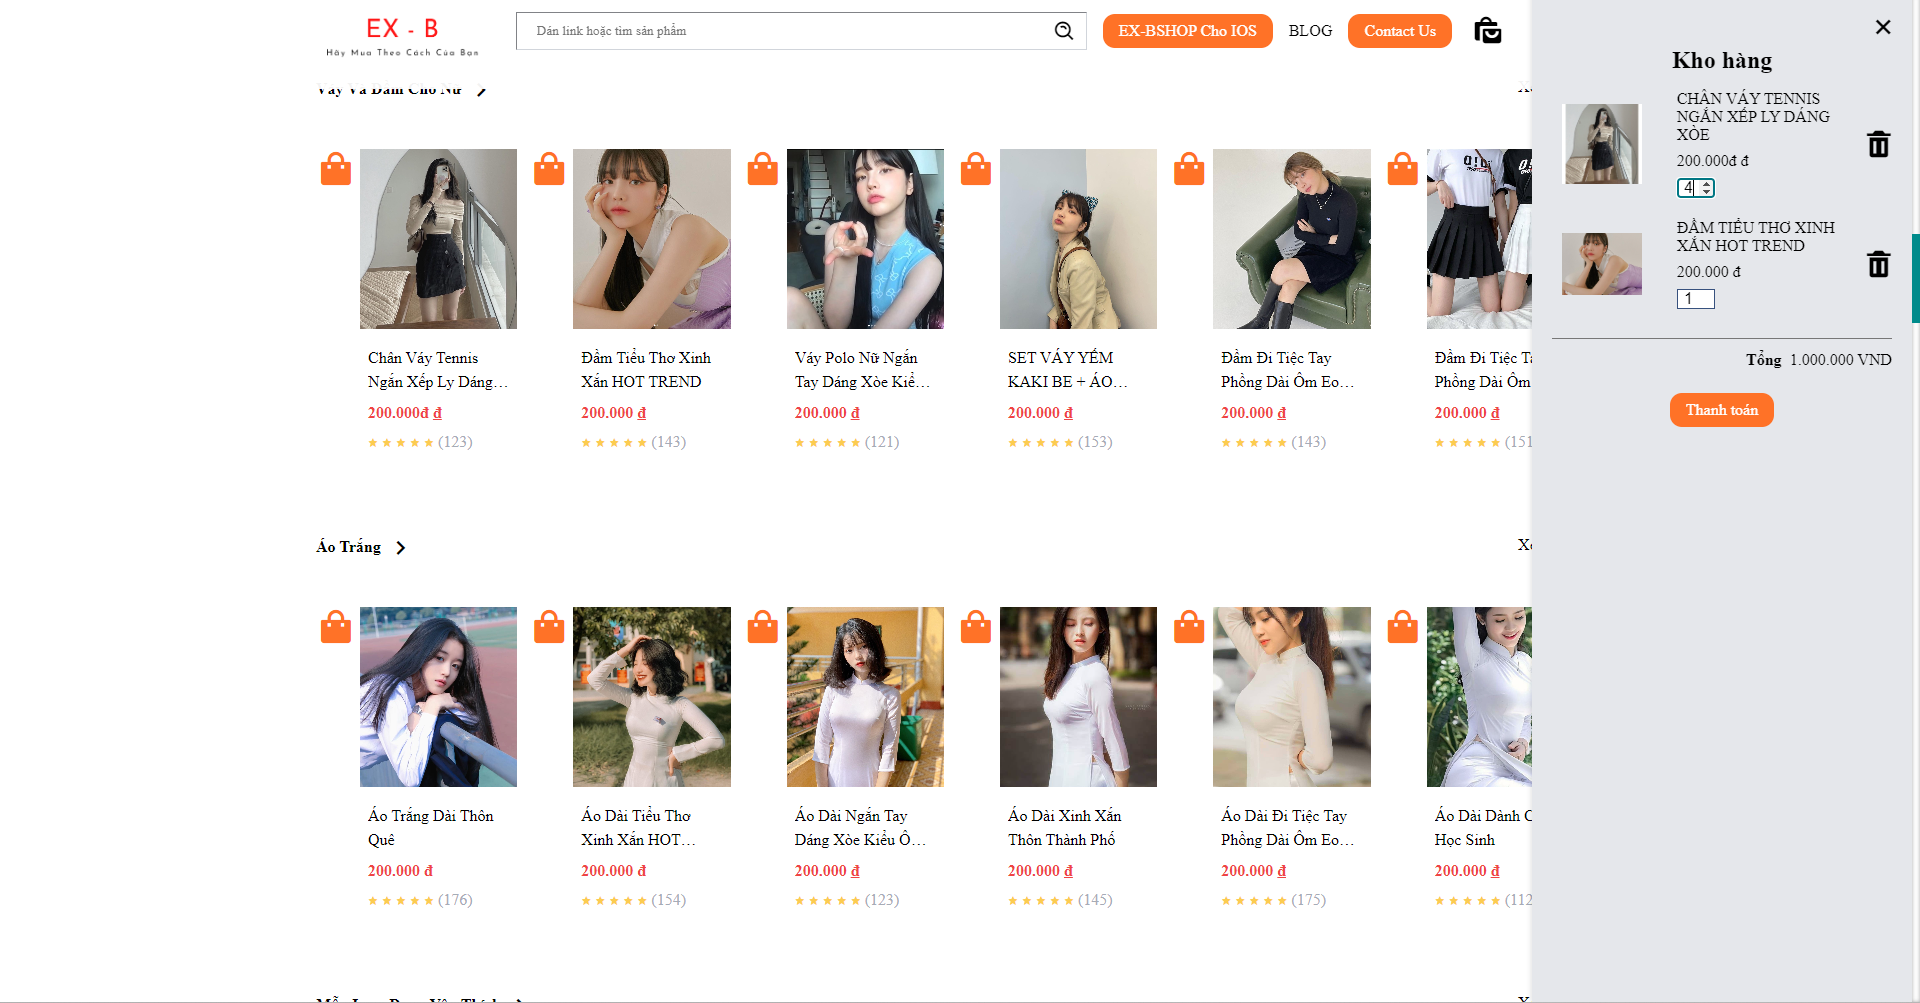 EX - B
Hãy Mua Theo Cách Của Bạn
Dán link hoặc tìm sản phẩm
EX-BSHOP Cho IOS
BLOG
Contact Us
Váy Và Đầm Cho Nữ
Chân Váy Tennis
Ngắn Xếp Ly Dáng…
200.000đ đ
(123)
Đầm Tiểu Thơ Xinh
Xắn HOT TREND
200.000 đ
(143)
Váy Polo Nữ Ngắn
Tay Dáng Xòe Kiể…
200.000 đ
(121)
SET VÁY YẾM
KAKI BE + ÁO…
200.000 đ
(153)
Đầm Đi Tiệc Tay
Phồng Dài Ôm Eo…
200.000 đ
(143)
Đầm Đi Tiệc Ta
Phồng Dài Ôm
200.000 đ
(151
Áo Trắng
Áo Trắng Dài Thôn
Quê
200.000 đ
(176)
Áo Dài Tiểu Thơ
Xinh Xắn HOT…
200.000 đ
(154)
Áo Dài Ngắn Tay
Dáng Xòe Kiểu Ô…
200.000 đ
(123)
Áo Dài Xinh Xắn
Thôn Thành Phố
200.000 đ
(145)
Áo Dài Đi Tiệc Tay
Phồng Dài Ôm Eo…
200.000 đ
(175)
Áo Dài Dành C
Học Sinh
200.000 đ
(112
Kho hàng
CHÂN VÁY TENNIS
NGẮN XẾP LY DÁNG
XÒE
200.000đ đ
4
ĐẦM TIỂU THƠ XINH
XẮN HOT TREND
200.000 đ
1
Tổng 1.000.000 VND
Thanh toán